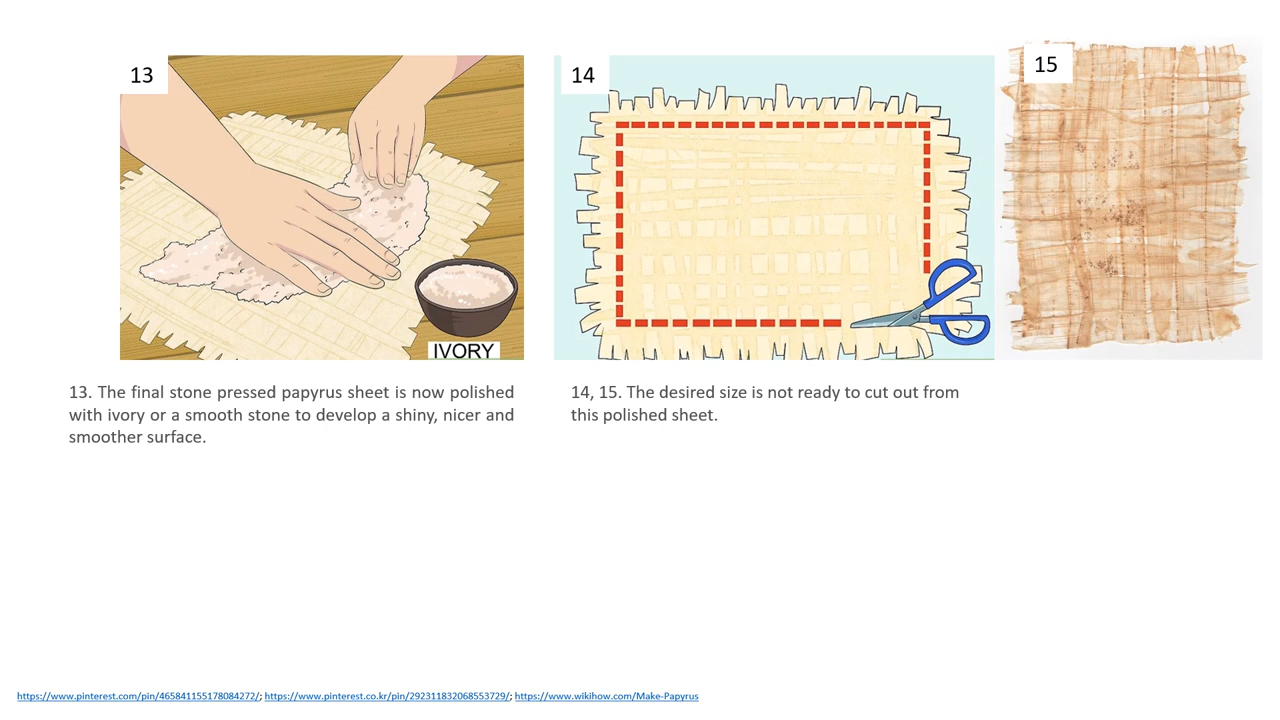 13
14
15
IVORY
13. The final stone pressed papyrus sheet is now polished
with ivory or a smooth stone to develop a shiny, nicer and
smoother surface.
14, 15. The desired size is not ready to cut out from
this polished sheet.
https://www.pinterest.com/pin/465841155178084272/; https://www.pinterest.co.kr/pin/292311832068553729/; https://www.wikihow.com/Make-Papyrus